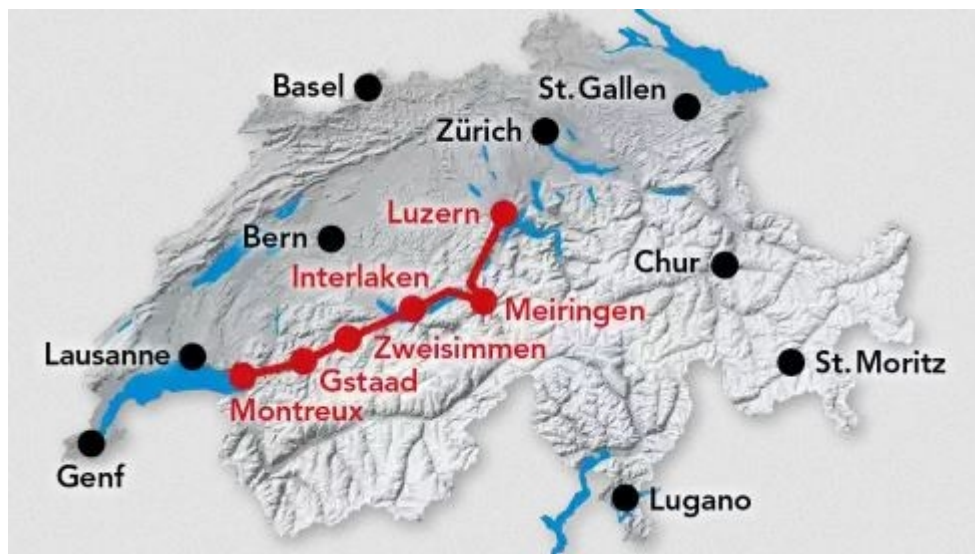 Basel
St. Gallen
Zürich
Luzern
Bern
Interlaken
Chur
Meiringen
Lausanne
Zweisimmen
St. Moritz
Gstaad
Montreux
Genf
Lugano